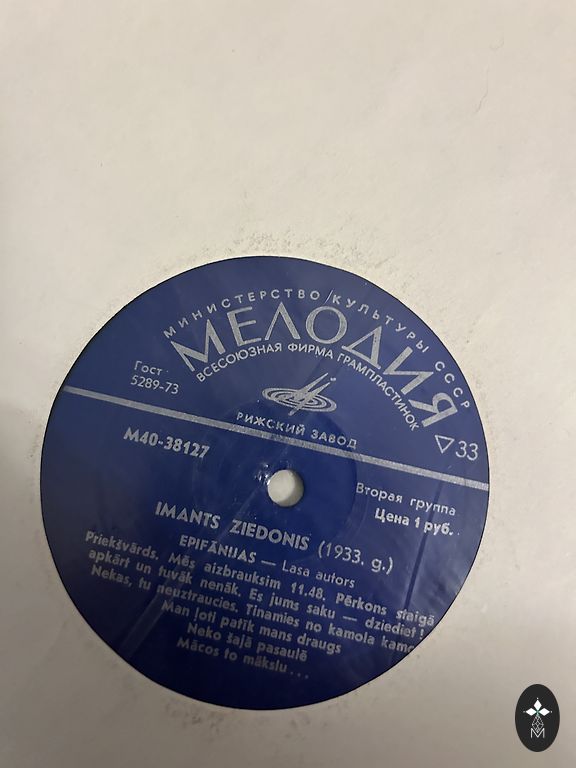 МИНИСТЕРСТВО КУЛЬТУРЫ СССР
МЕЛОДИЯ
ВСЕСОЮЗНАЯ ФИРМА ГРАМПЛАСТИНОК
Гост
5289-73
РИЖСКИЙ ЗАВОД
▽33
М40-38127
Вторая группа
Цена 1 руб.
IMANTS ZIEDONIS (1933. g.)
EPIFĀNIJAS — Lasa autors
Priekšvārds. Mēs aizbrauksim 11.48. Pērkons staigā
apkārt un tuvāk nenāk. Es jums saku — dziediet!
Nekas, tu neuztraucies. Tinamies no kamola
Man ļoti patīk mans draugs
Neko šajā pasaulē
Mācos to mākslu...
M